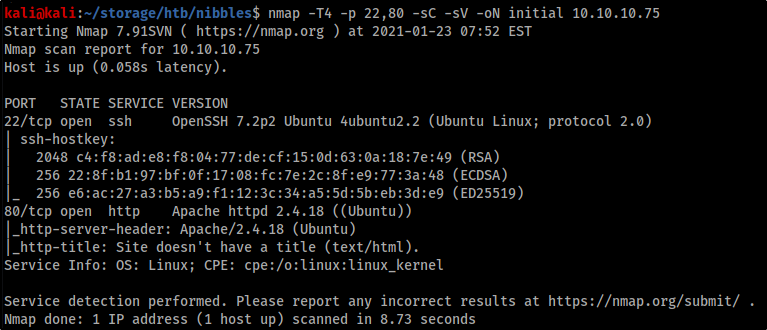 kali@kali:~/storage/htb/nibbles$ nmap -T4 -p 22,80 -sC -sV -oN initial 10.10.10.75
Starting Nmap 7.91SVN ( https://nmap.org ) at 2021-01-23 07:52 EST
Nmap scan report for 10.10.10.75
Host is up (0.058s latency).

PORT   STATE SERVICE VERSION
22/tcp open  ssh     OpenSSH 7.2p2 Ubuntu 4ubuntu2.2 (Ubuntu Linux; protocol 2.0)
| ssh-hostkey:
|   2048 c4:f8:ad:e8:f8:04:77:de:cf:15:0d:63:0a:18:7e:49 (RSA)
|   256 22:8f:b1:97:bf:0f:17:08:fc:7e:2c:8f:e9:77:3a:48 (ECDSA)
|_  256 e6:ac:27:a3:b5:a9:f1:12:3c:34:a5:5d:5b:eb:3d:e9 (ED25519)
80/tcp open  http    Apache httpd 2.4.18 ((Ubuntu))
|_http-server-header: Apache/2.4.18 (Ubuntu)
|_http-title: Site doesn't have a title (text/html).
Service Info: OS: Linux; CPE: cpe:/o:linux:linux_kernel

Service detection performed. Please report any incorrect results at https://nmap.org/submit/ .
Nmap done: 1 IP address (1 host up) scanned in 8.73 seconds